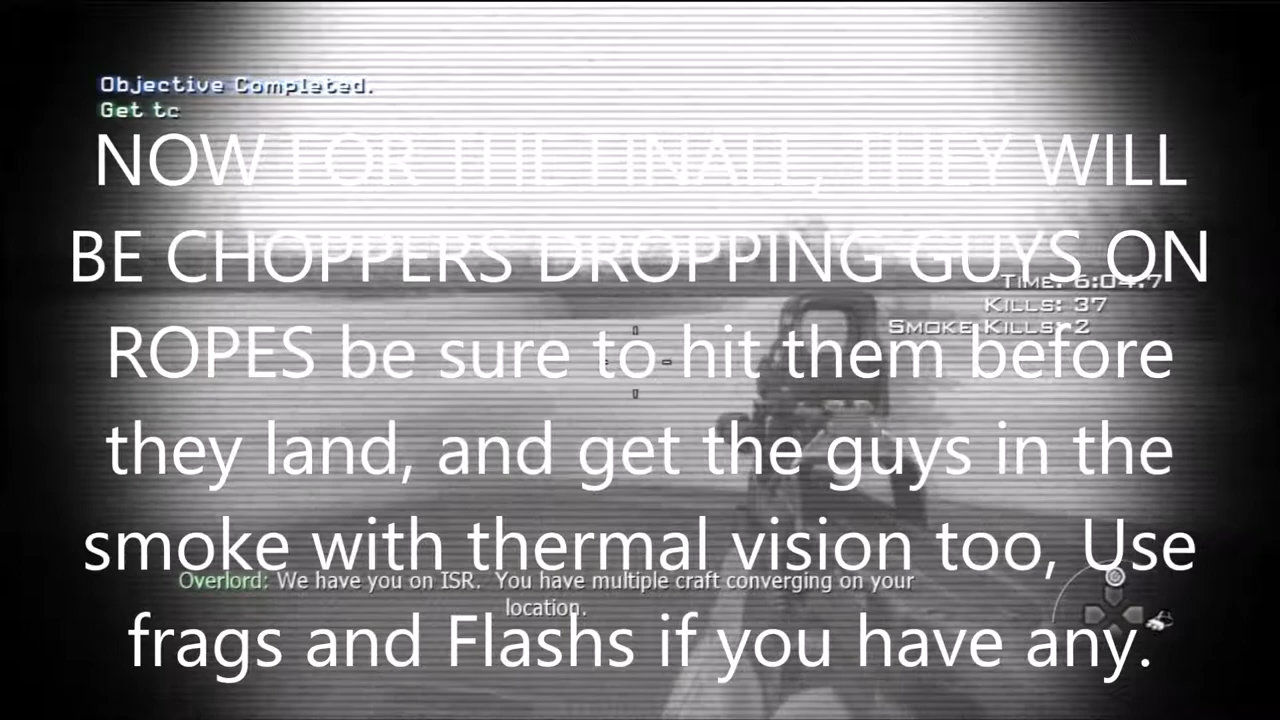 Objective Completed.
Get tc
NOW FOR THE FINALE, THEY WILL
BE CHOPPERS DROPPING GUYS ON
TIME: 6:04.7
KILLS: 37
SMOKE KILLS: 2
ROPES be sure to hit them before
they land, and get the guys in the
smoke with thermal vision too, Use
Overlord: We have you on ISR. You have multiple craft converging on your
location.
frags and Flashs if you have any.